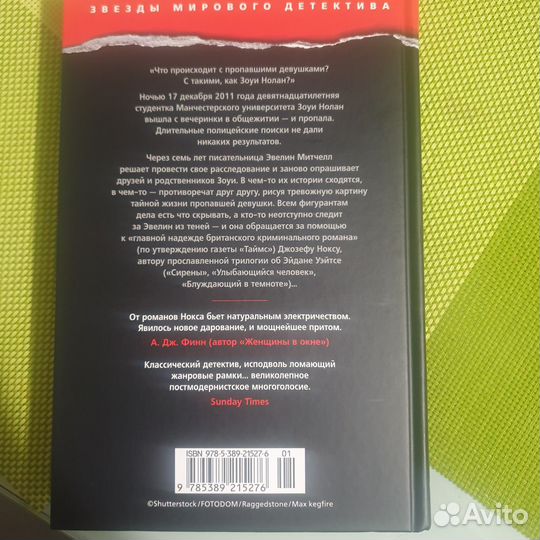 ЗВЕЗДЫ МИРОВОГО ДЕТЕКТИВА
«Что происходит с пропавшими девушками?
С такими, как Зоуи Нолан?»
Ночью 17 декабря 2011 года девятнадцатилетняя
студентка Манчестерского университета Зоуи Нолан
вышла с вечеринки в общежитии — и пропала.
Длительные полицейские поиски не дали
никаких результатов.
Через семь лет писательница Эвелин Митчелл
решает провести свое расследование и заново опрашивает
друзей и родственников Зоуи. В чем-то их истории сходятся,
в чем-то — противоречат друг другу, рисуя тревожную картину
тайной жизни пропавшей девушки. Всем фигурантам
дела есть что скрывать, а кто-то неотступно следит
за Эвелин из теней — и она обращается за помощью
к «главной надежде британского криминального романа»
(по утверждению газеты «Таймс») Джозефу Ноксу,
автору прославленной трилогии об Эйдане Уэйтсе
(«Сирены», «Улыбающийся человек»,
«Блуждающий в темноте»)...
От романов Нокса бьет натуральным электричеством.
Явилось новое дарование, и мощнейшее притом.
А. Дж. Финн (автор «Женщины в окне»)
Классический детектив, исподволь ломающий
жанровые рамки... великолепное
постмодернистское многоголосие.
Sunday Times
ISBN 978-5-389-21527-6
01
9 785389 215276
©Shutterstock/FOTODOM/Raggedstone/Max kegfire
Avito